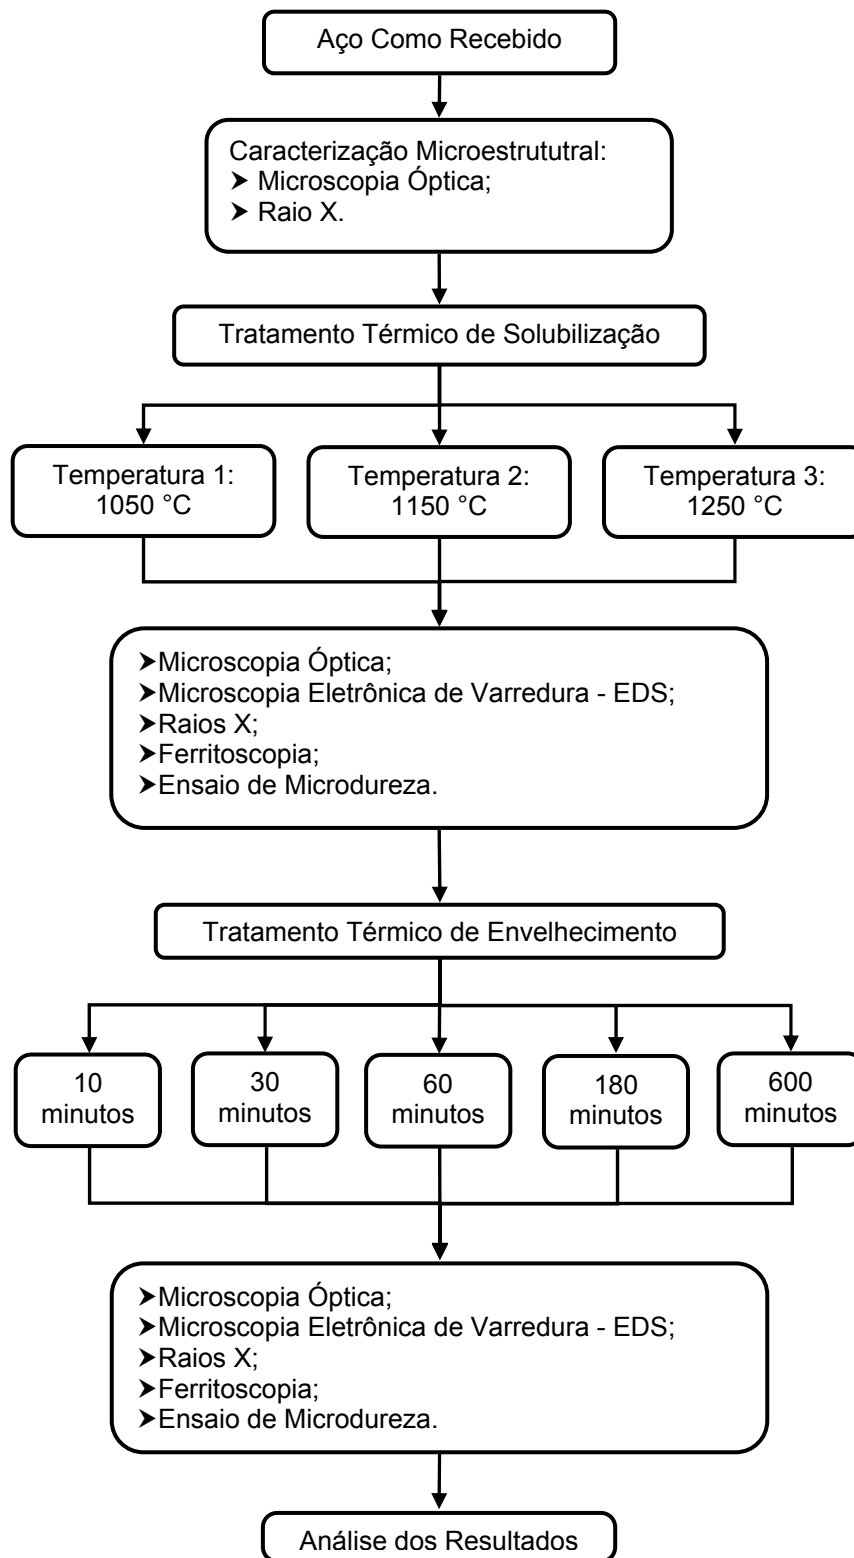 Aço Como Recebido
Caracterização Microestrututral:
➤ Microscopia Óptica;
➤ Raio X.
Tratamento Térmico de Solubilização
Temperatura 1:
1050 °C
Temperatura 2:
1150 °C
Temperatura 3:
1250 °C
➤Microscopia Óptica;
➤Microscopia Eletrônica de Varredura - EDS;
➤Raios X;
➤Ferritoscopia;
➤Ensaio de Microdureza.
Tratamento Térmico de Envelhecimento
10
minutos
30
minutos
60
minutos
180
minutos
600
minutos
➤Microscopia Óptica;
➤Microscopia Eletrônica de Varredura - EDS;
➤Raios X;
➤Ferritoscopia;
➤Ensaio de Microdureza.
Análise dos Resultados